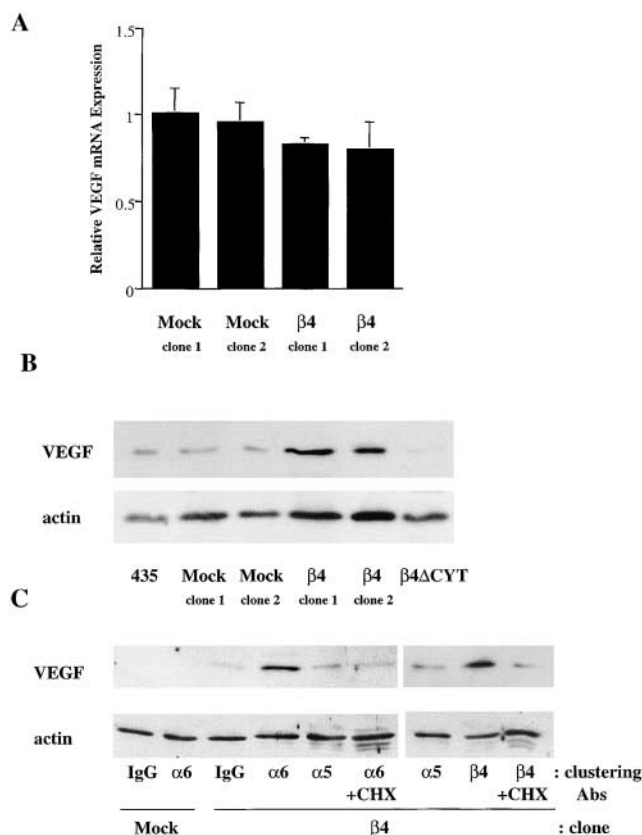 A
Relative VEGF mRNA Expression
1.5
1
0.5
0
Mock Mock β4 β4
clone 1 clone 2 clone 1 clone 2
B
VEGF
actin
435 Mock Mock β4 β4 β4ΔCYT
clone 1 clone 2 clone 1 clone 2
C
VEGF
actin
IgG α6 IgG α6 α5 α6 α5 β4 β4 : clustering
+CHX +CHX Abs
Mock β4 : clone